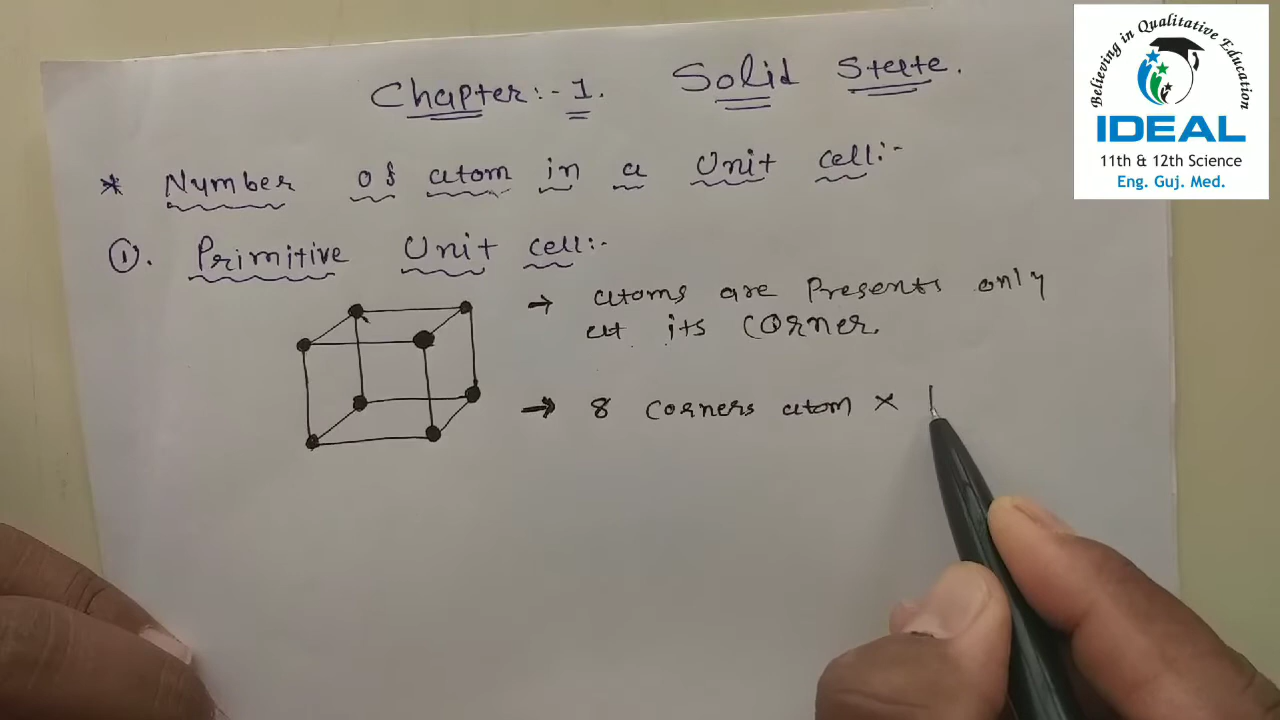 Chapter:- 1. Solid State.
* Number of atom in a Unit cell:-
①. Primitive Unit cell:-
→ atoms are Presents only
at its corner.
→ 8 corners atom × 1
Believing in Qualitative Education
IDEAL
11th & 12th Science
Eng. Guj. Med.